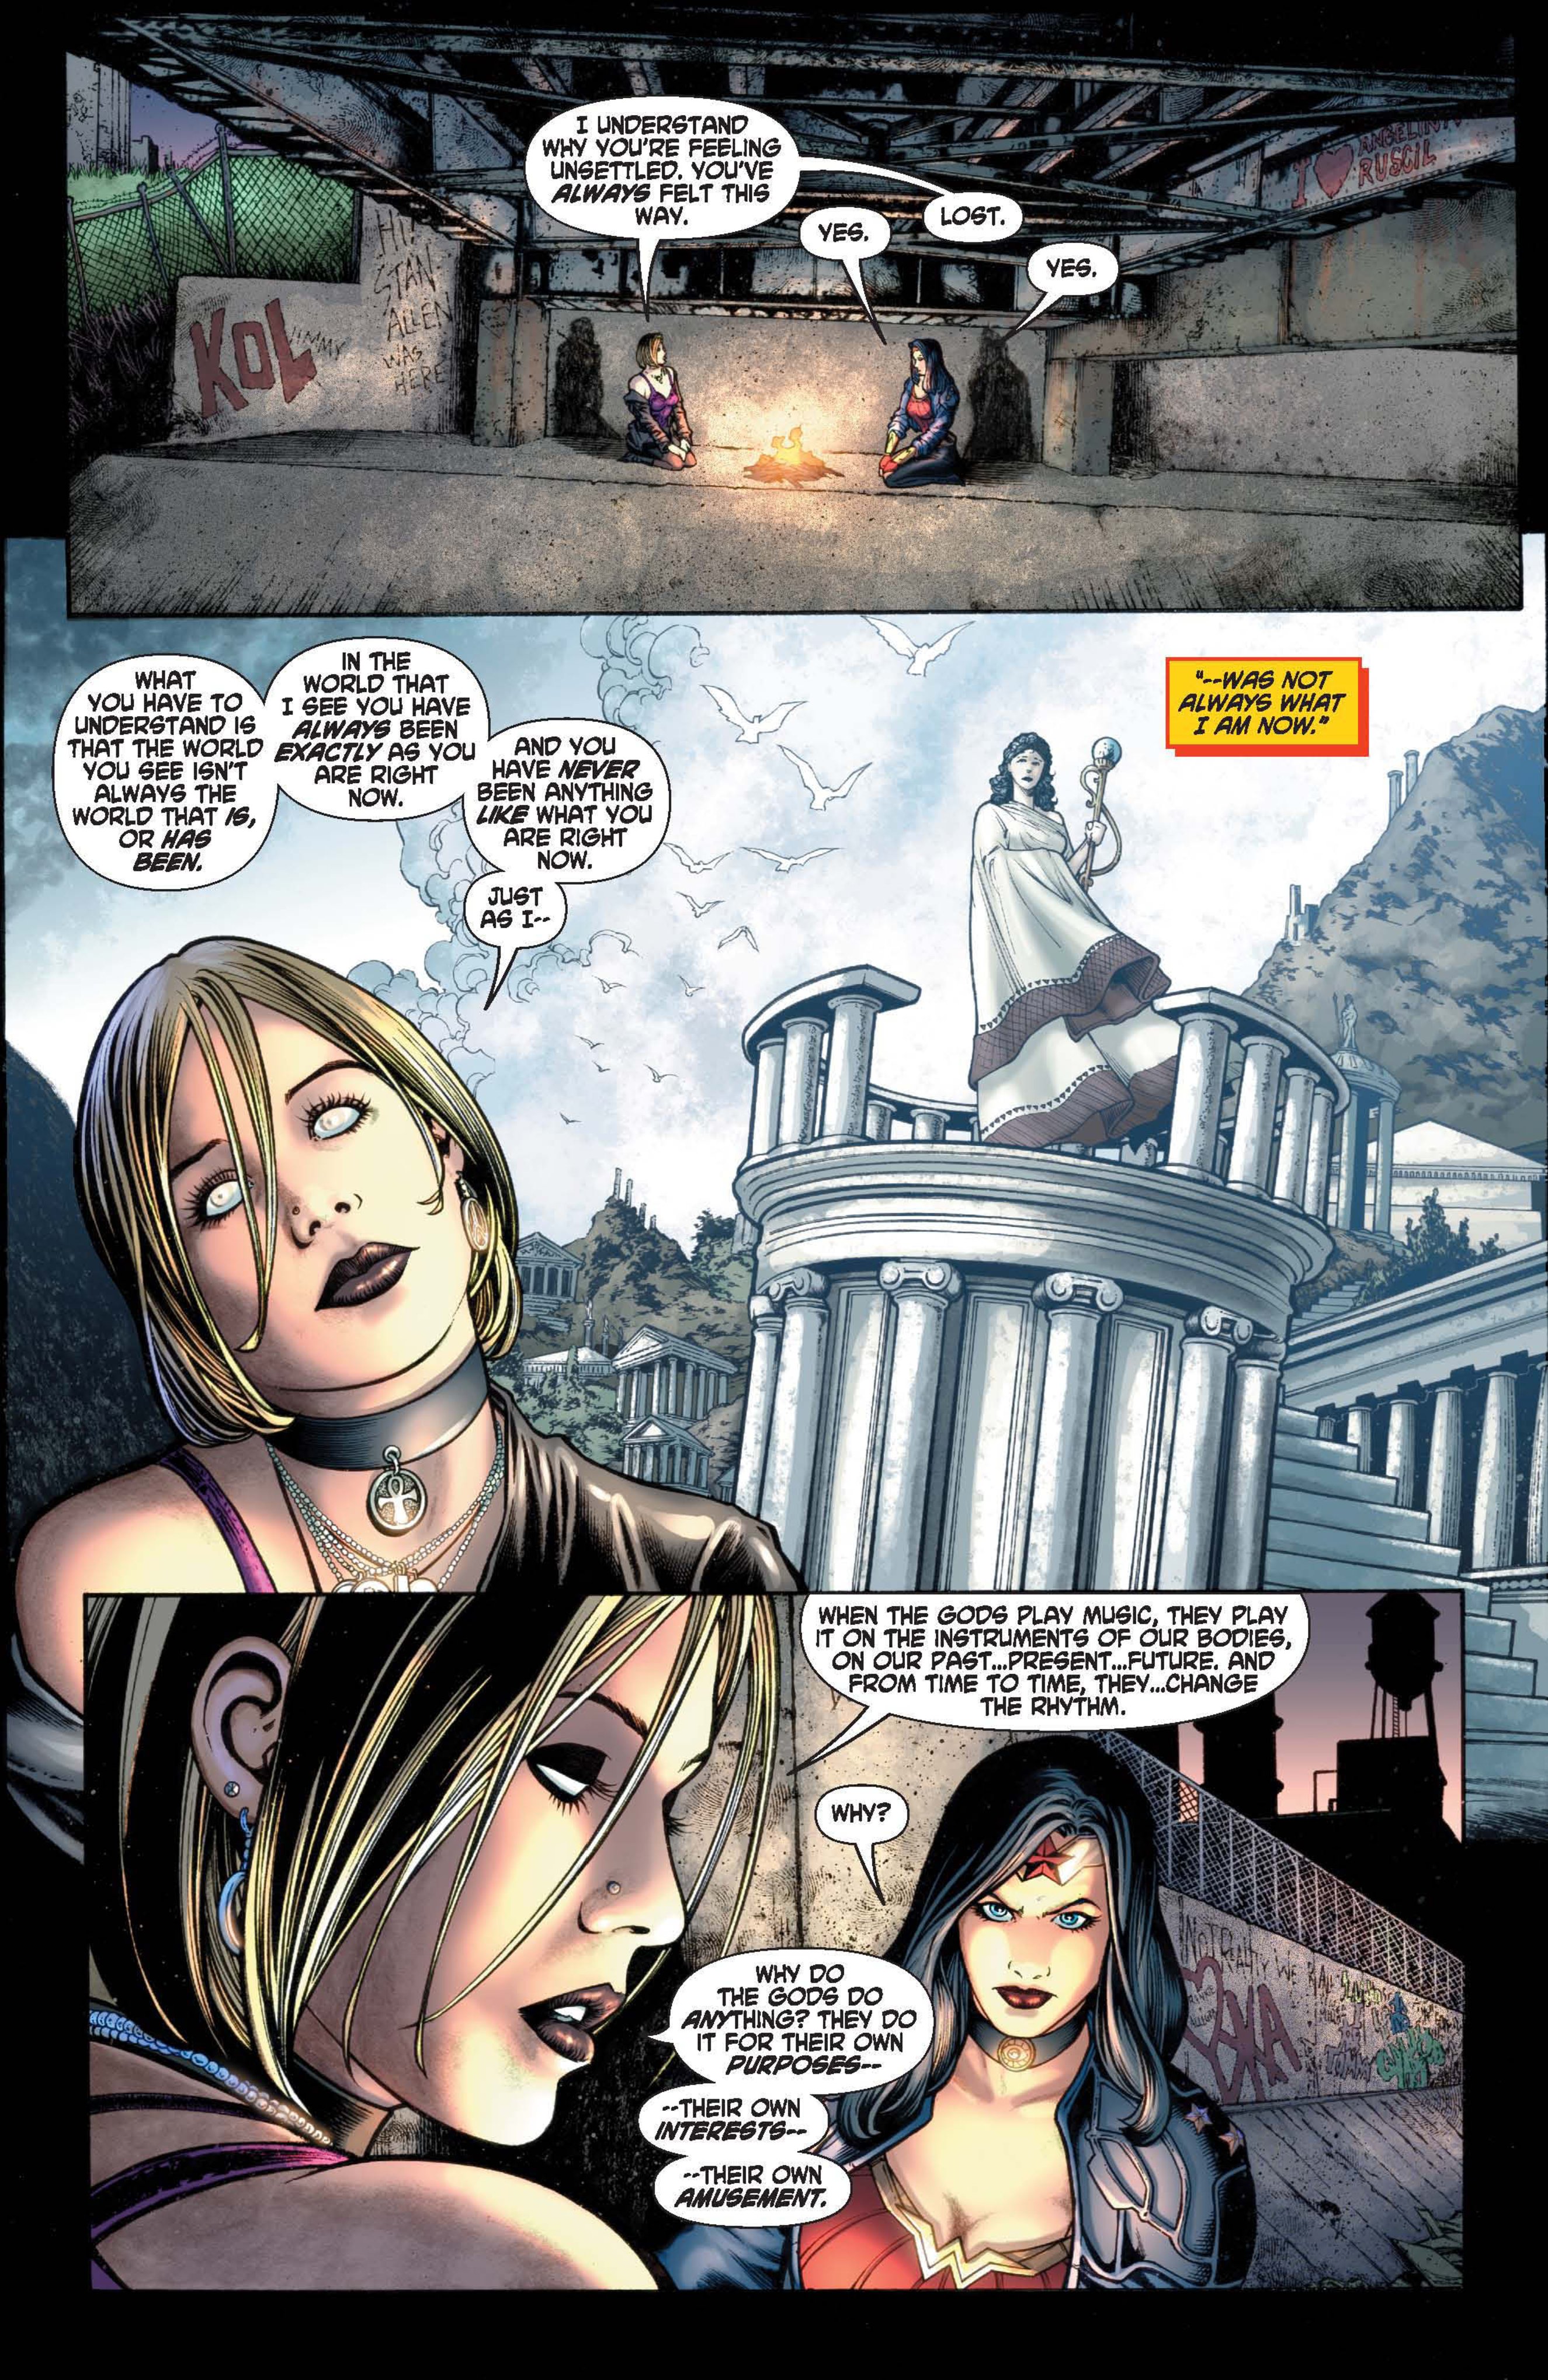 I UNDERSTAND
WHY YOU'RE FEELING
UNSETTLED. YOU'VE
ALWAYS FELT THIS
WAY.
YES.
LOST.
YES.
I ♥
ANGELINA
RUSCIL
HI!
STAN
ALLEN
WAS
HERE
KOL
JIMMY
WHAT
YOU HAVE TO
UNDERSTAND IS
THAT THE WORLD
YOU SEE ISN'T
ALWAYS THE
WORLD THAT IS,
OR HAS
BEEN.
IN THE
WORLD THAT
I SEE YOU HAVE
ALWAYS BEEN
EXACTLY AS YOU
ARE RIGHT
NOW.
AND YOU
HAVE NEVER
BEEN ANYTHING
LIKE WHAT YOU
ARE RIGHT
NOW.
JUST
AS I--
"--WAS NOT
ALWAYS WHAT
I AM NOW."
WHEN THE GODS PLAY MUSIC, THEY PLAY
IT ON THE INSTRUMENTS OF OUR BODIES,
ON OUR PAST...PRESENT...FUTURE. AND
FROM TIME TO TIME, THEY...CHANGE
THE RHYTHM.
WHY?
WHY DO
THE GODS DO
ANYTHING? THEY DO
IT FOR THEIR OWN
PURPOSES--
--THEIR OWN
INTERESTS--
--THEIR OWN
AMUSEMENT.
REALITY WE